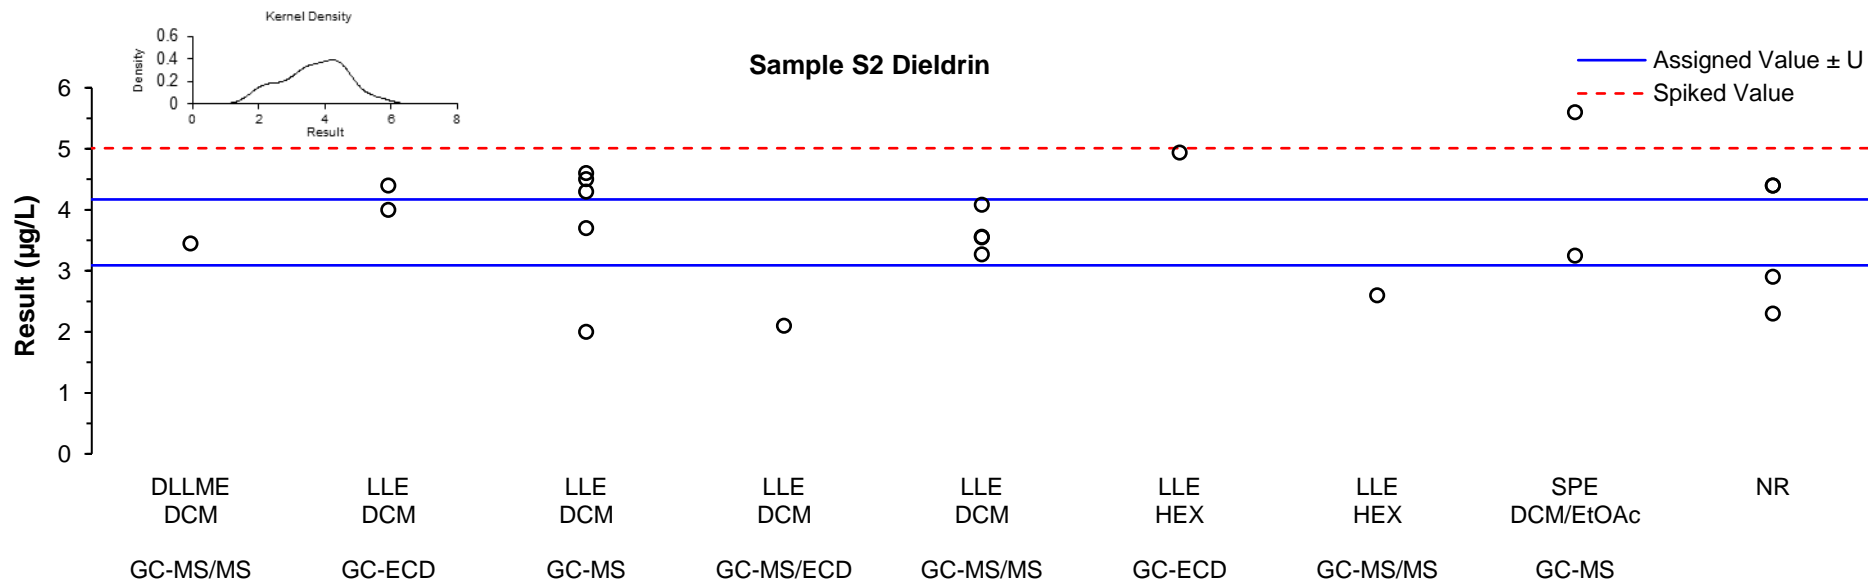 Kernel Density
0.6
0.4
0.2
0
Density
0 2 4 6 8
Result
Sample S2 Dieldrin
Assigned Value ± U
Spiked Value
6
5
4
3
2
1
0
Result (µg/L)
DLLME LLE LLE LLE LLE LLE LLE SPE NR
DCM DCM DCM DCM DCM HEX HEX DCM/EtOAc
GC-MS/MS GC-ECD GC-MS GC-MS/ECD GC-MS/MS GC-ECD GC-MS/MS GC-MS